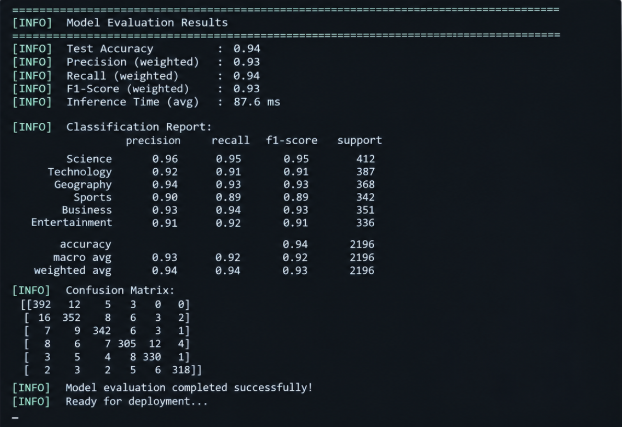 ================================================================================
[INFO] Model Evaluation Results
================================================================================
[INFO] Test Accuracy : 0.94
[INFO] Precision (weighted) : 0.93
[INFO] Recall (weighted) : 0.94
[INFO] F1-Score (weighted) : 0.93
[INFO] Inference Time (avg) : 87.6 ms
[INFO] Classification Report:
precision recall f1-score support
Science 0.96 0.95 0.95 412
Technology 0.92 0.91 0.91 387
Geography 0.94 0.93 0.93 368
Sports 0.90 0.89 0.89 342
Business 0.93 0.94 0.93 351
Entertainment 0.91 0.92 0.91 336
accuracy 0.94 2196
macro avg 0.93 0.92 0.92 2196
weighted avg 0.94 0.94 0.93 2196
[INFO] Confusion Matrix:
[[392 12 5 3 0 0]
[ 16 352 8 6 3 2]
[ 7 9 342 6 3 1]
[ 8 6 7 305 12 4]
[ 3 5 4 8 330 1]
[ 2 3 2 5 6 318]]
[INFO] Model evaluation completed successfully!
[INFO] Ready for deployment...
_